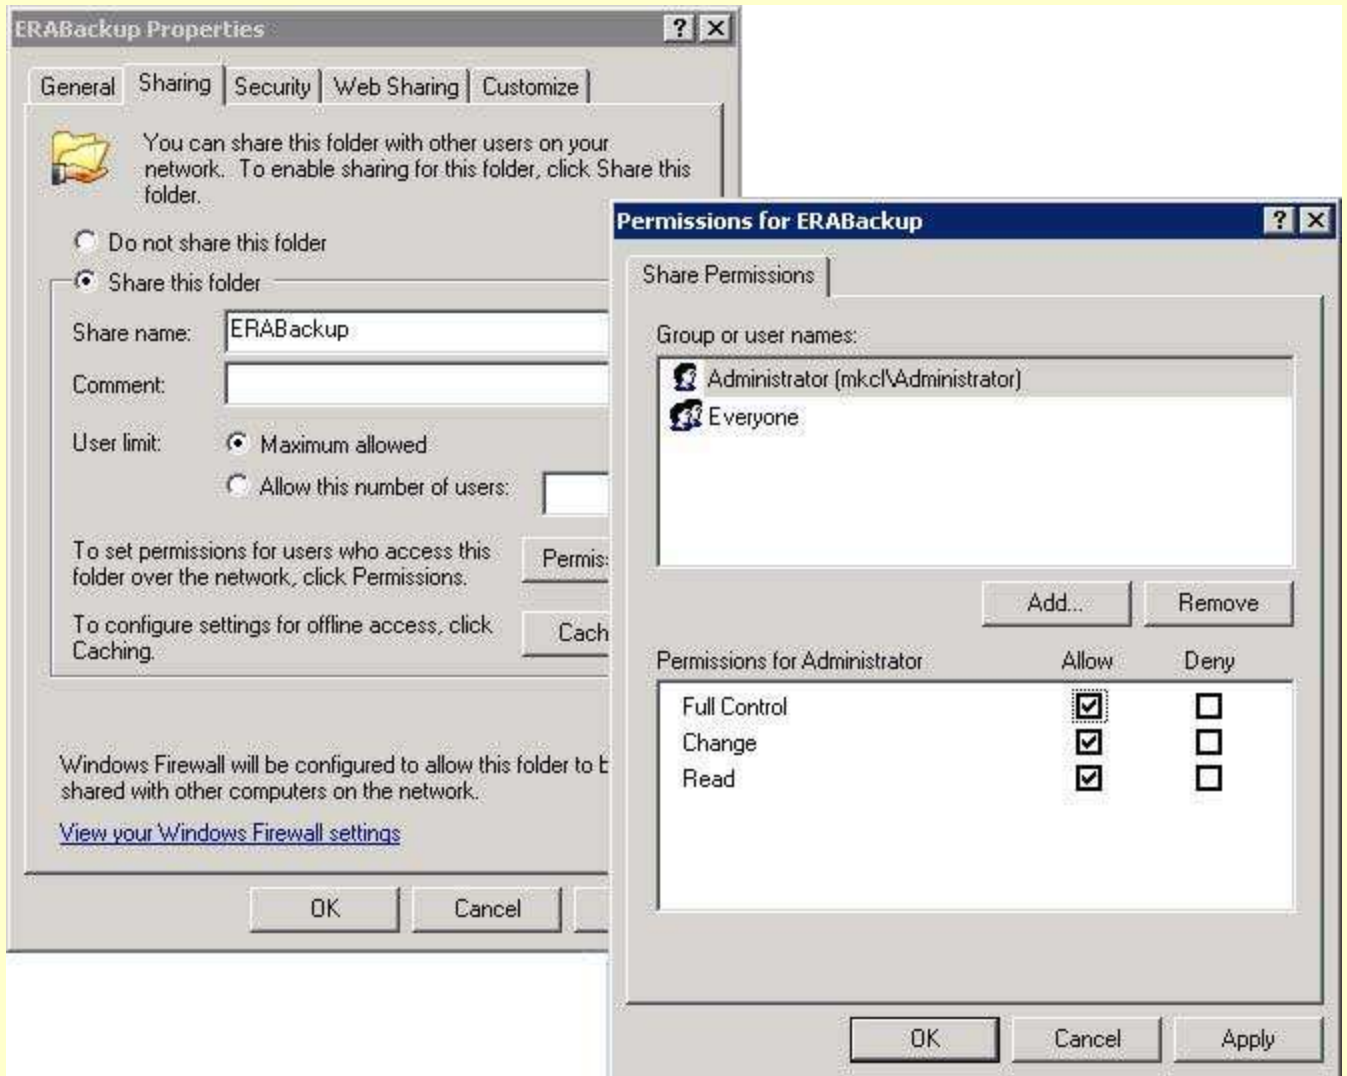 ERABackup Properties
General Sharing Security Web Sharing Customize
You can share this folder with other users on your
network. To enable sharing for this folder, click Share this
folder.
Do not share this folder
Share this folder
Share name: ERABackup
Comment:
User limit: Maximum allowed
Allow this number of users:
To set permissions for users who access this
folder over the network, click Permissions.
Permis
To configure settings for offline access, click
Caching.
Cach
Windows Firewall will be configured to allow this folder to b
shared with other computers on the network.
View your Windows Firewall settings
OK Cancel
Permissions for ERABackup
Share Permissions
Group or user names:
Administrator (mkcl\Administrator)
Everyone
Add... Remove
Permissions for Administrator Allow Deny
Full Control
Change
Read
OK Cancel Apply